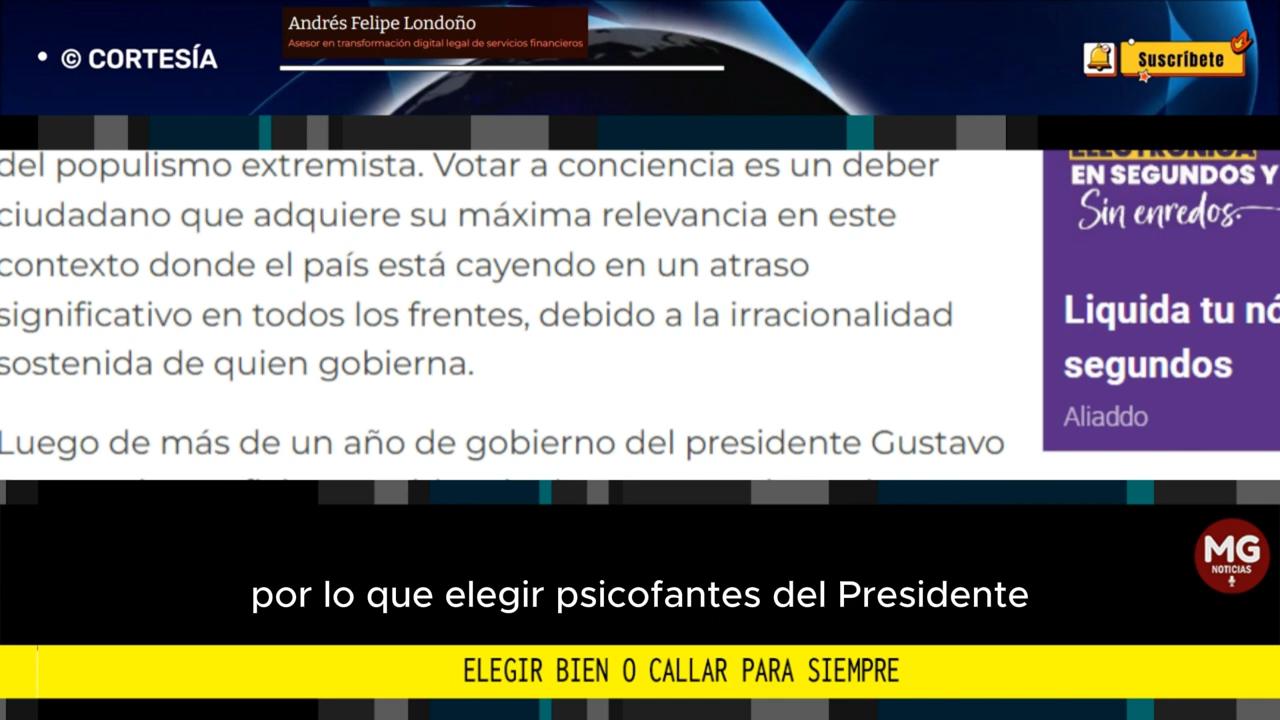 Andrés Felipe Londoño
Asesor en transformación digital legal de servicios financieros
• © CORTESÍA
Suscríbete
del populismo extremista. Votar a conciencia es un deber
ciudadano que adquiere su máxima relevancia en este
contexto donde el país está cayendo en un atraso
significativo en todos los frentes, debido a la irracionalidad
sostenida de quien gobierna.
Luego de más de un año de gobierno del presidente Gustavo
ELECTRÓNICA
EN SEGUNDOS Y
Sin enredos.
Liquida tu nó
segundos
Aliaddo
MG
NOTICIAS
por lo que elegir psicofantes del Presidente
ELEGIR BIEN O CALLAR PARA SIEMPRE